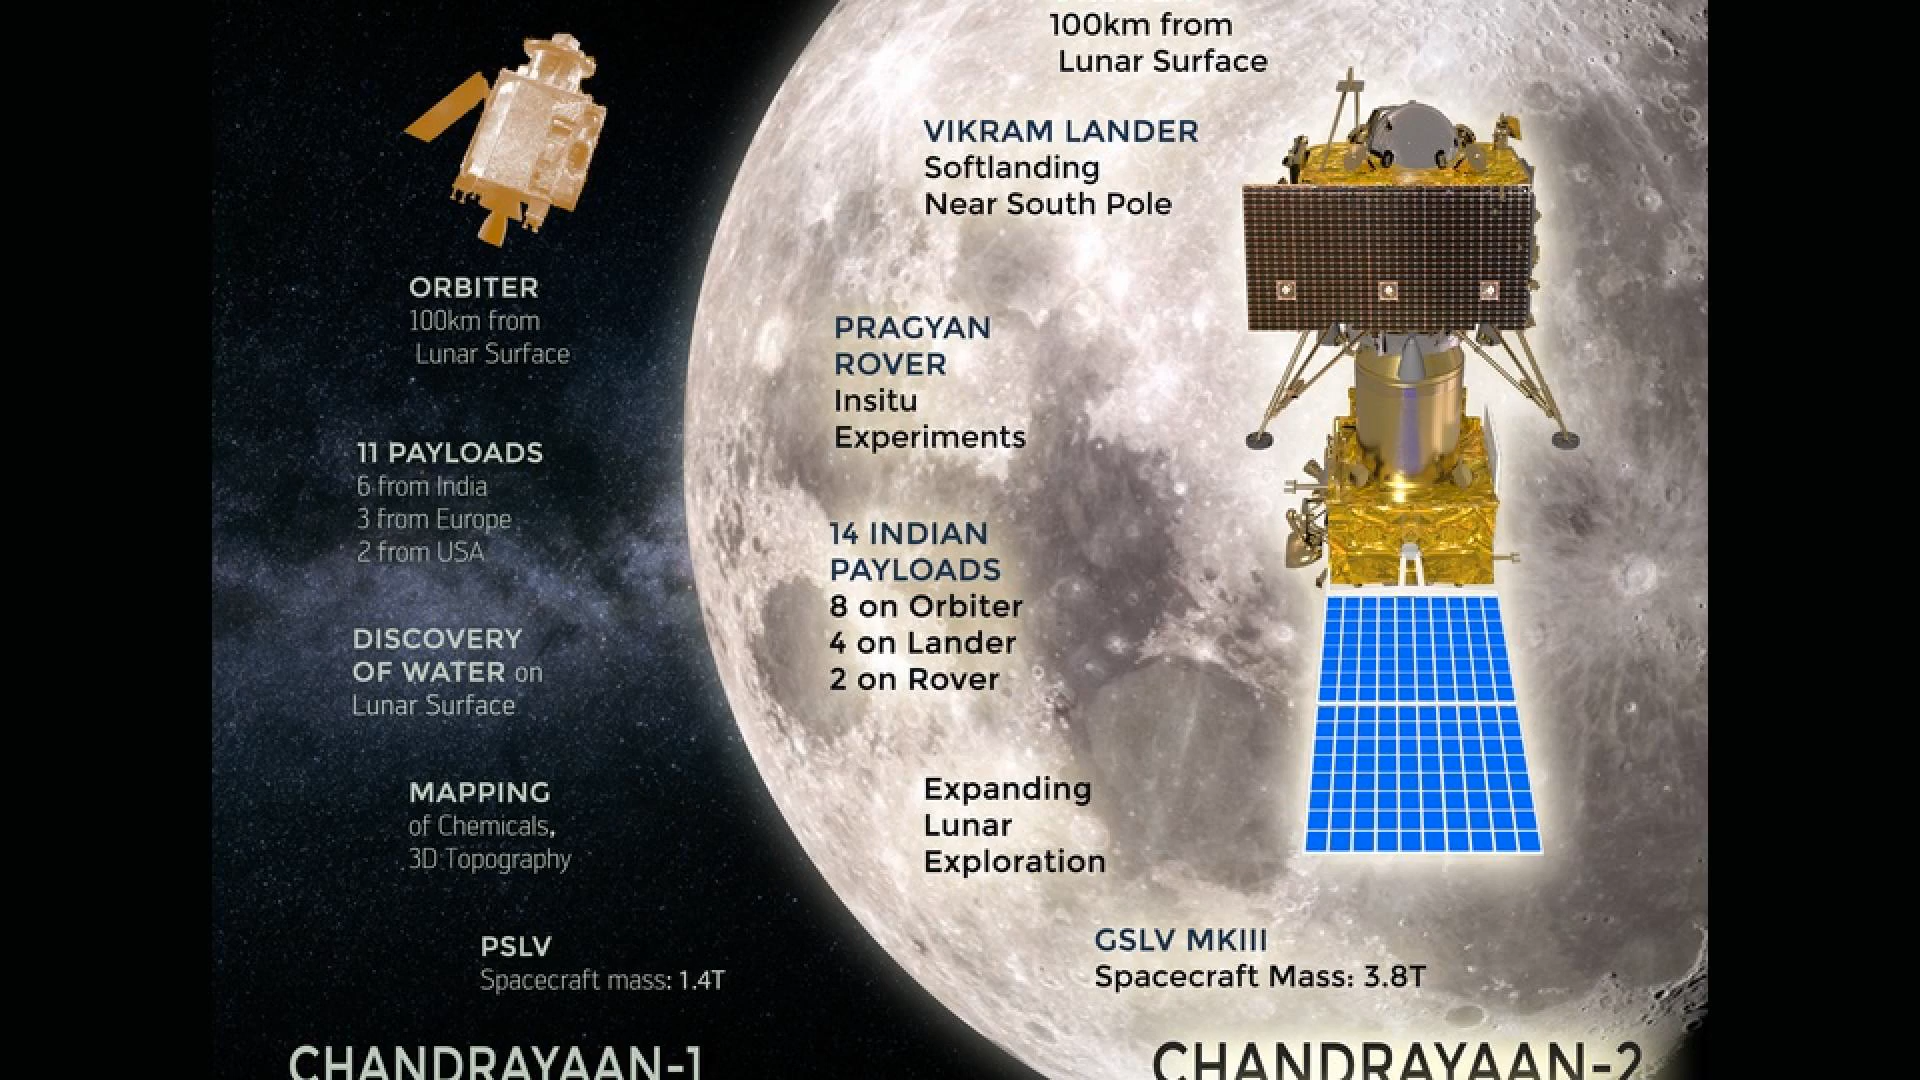 ORBITER
100km from
Lunar Surface
11 PAYLOADS
6 from India
3 from Europe
2 from USA
DISCOVERY
OF WATER on
Lunar Surface
MAPPING
of Chemicals,
3D Topography
PSLV
Spacecraft mass: 1.4T
CHANDRAYAAN-1
100km from
Lunar Surface
VIKRAM LANDER
Softlanding
Near South Pole
PRAGYAN
ROVER
Insitu
Experiments
14 INDIAN
PAYLOADS
8 on Orbiter
4 on Lander
2 on Rover
Expanding
Lunar
Exploration
GSLV MKIII
Spacecraft Mass: 3.8T
CHANDRAYAAN-2